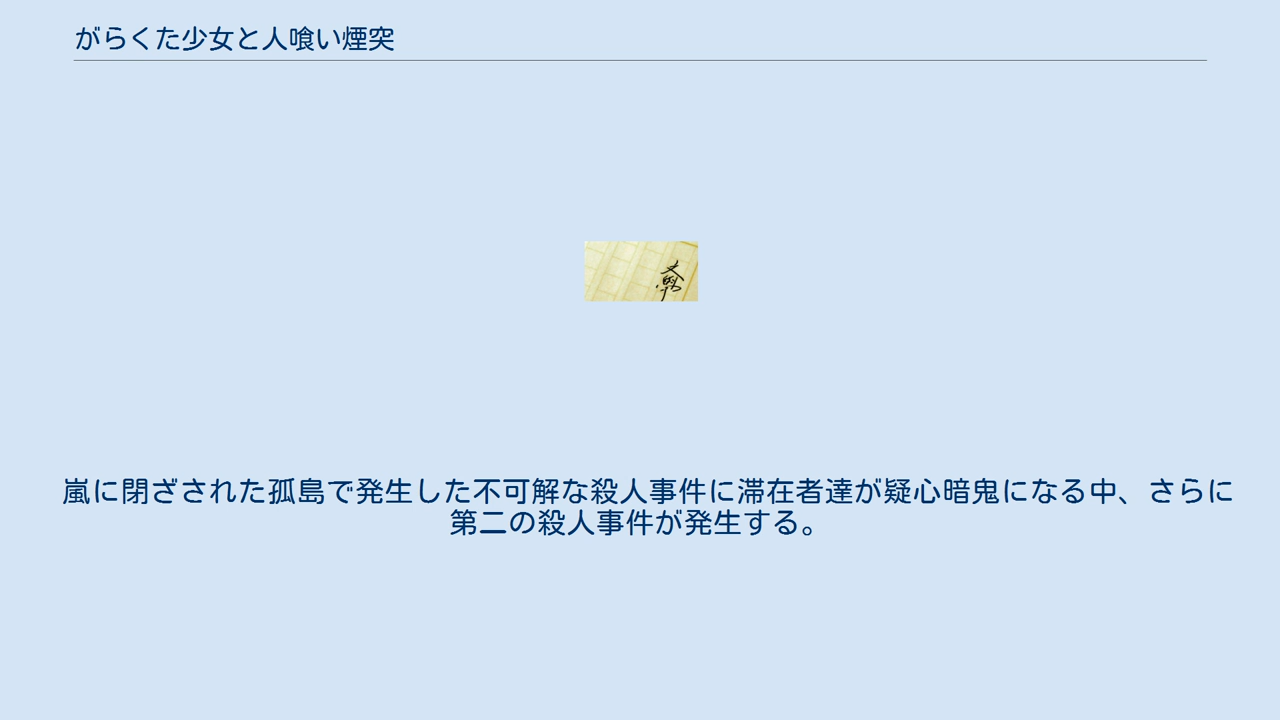 がらくた少女と人喰い煙突
嵐に閉ざされた孤島で発生した不可解な殺人事件に滞在者達が疑心暗鬼になる中、さらに
第二の殺人事件が発生する。